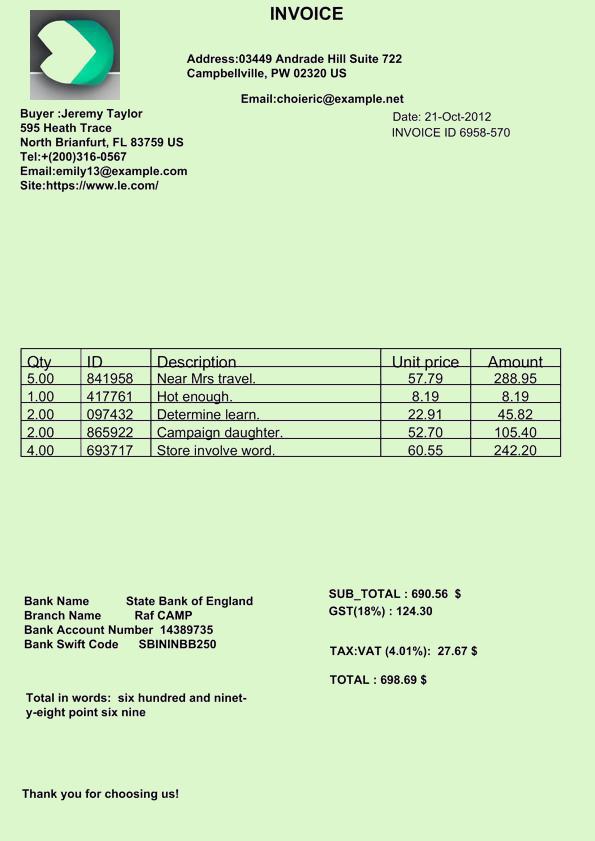 INVOICE
Address:03449 Andrade Hill Suite 722
Campbellville, PW 02320 US
Email:choieric@example.net
Buyer :Jeremy Taylor
595 Heath Trace
North Brianfurt, FL 83759 US
Tel:+(200)316-0567
Email:emily13@example.com
Site:https://www.le.com/
Date: 21-Oct-2012
INVOICE ID 6958-570
Qty ID Description Unit price Amount
5.00 841958 Near Mrs travel. 57.79 288.95
1.00 417761 Hot enough. 8.19 8.19
2.00 097432 Determine learn. 22.91 45.82
2.00 865922 Campaign daughter. 52.70 105.40
4.00 693717 Store involve word. 60.55 242.20
SUB_TOTAL : 690.56 $
GST(18%) : 124.30
TAX:VAT (4.01%): 27.67 $
TOTAL : 698.69 $
Bank Name State Bank of England
Branch Name Raf CAMP
Bank Account Number 14389735
Bank Swift Code SBININBB250
Total in words: six hundred and ninet-
y-eight point six nine
Thank you for choosing us!